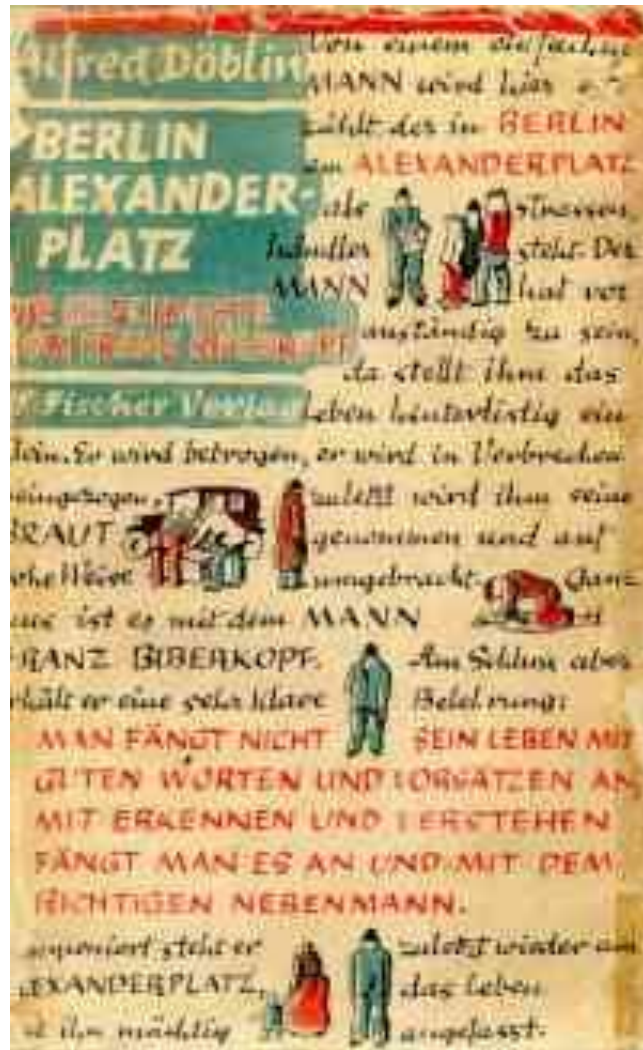 Alfred Döblin
BERLIN
ALEXANDER-
PLATZ
S. Fischer Verlag
Von einem einfachen
MANN wird hier
zählt der in BERLIN
am ALEXANDERPLATZ
als strassen
händler steht. Der
MANN hat vor
anständig zu sein,
da stellt ihm das
Leben hinterlistig ein
Bein. Er wird betrogen, er wird in Verbrechen
eingezogen, zuletzt wird ihm seine
BRAUT genommen und auf
rohe Weise umgebracht. Ganz
aus ist es mit dem MANN
FRANZ BIBERKOPF. Am Schluss aber
erhält er eine sehr klare Belehrung:
MAN FÄNGT NICHT SEIN LEBEN MIT
GUTEN WORTEN UND VORSÄTZEN AN
MIT ERKENNEN UND VERSTEHEN
FÄNGT MAN ES AN UND MIT DEM
RICHTIGEN NEBENMANN.
steht er zuletzt wieder am
ALEXANDERPLATZ, das Leben
ihn mächtig angefasst.